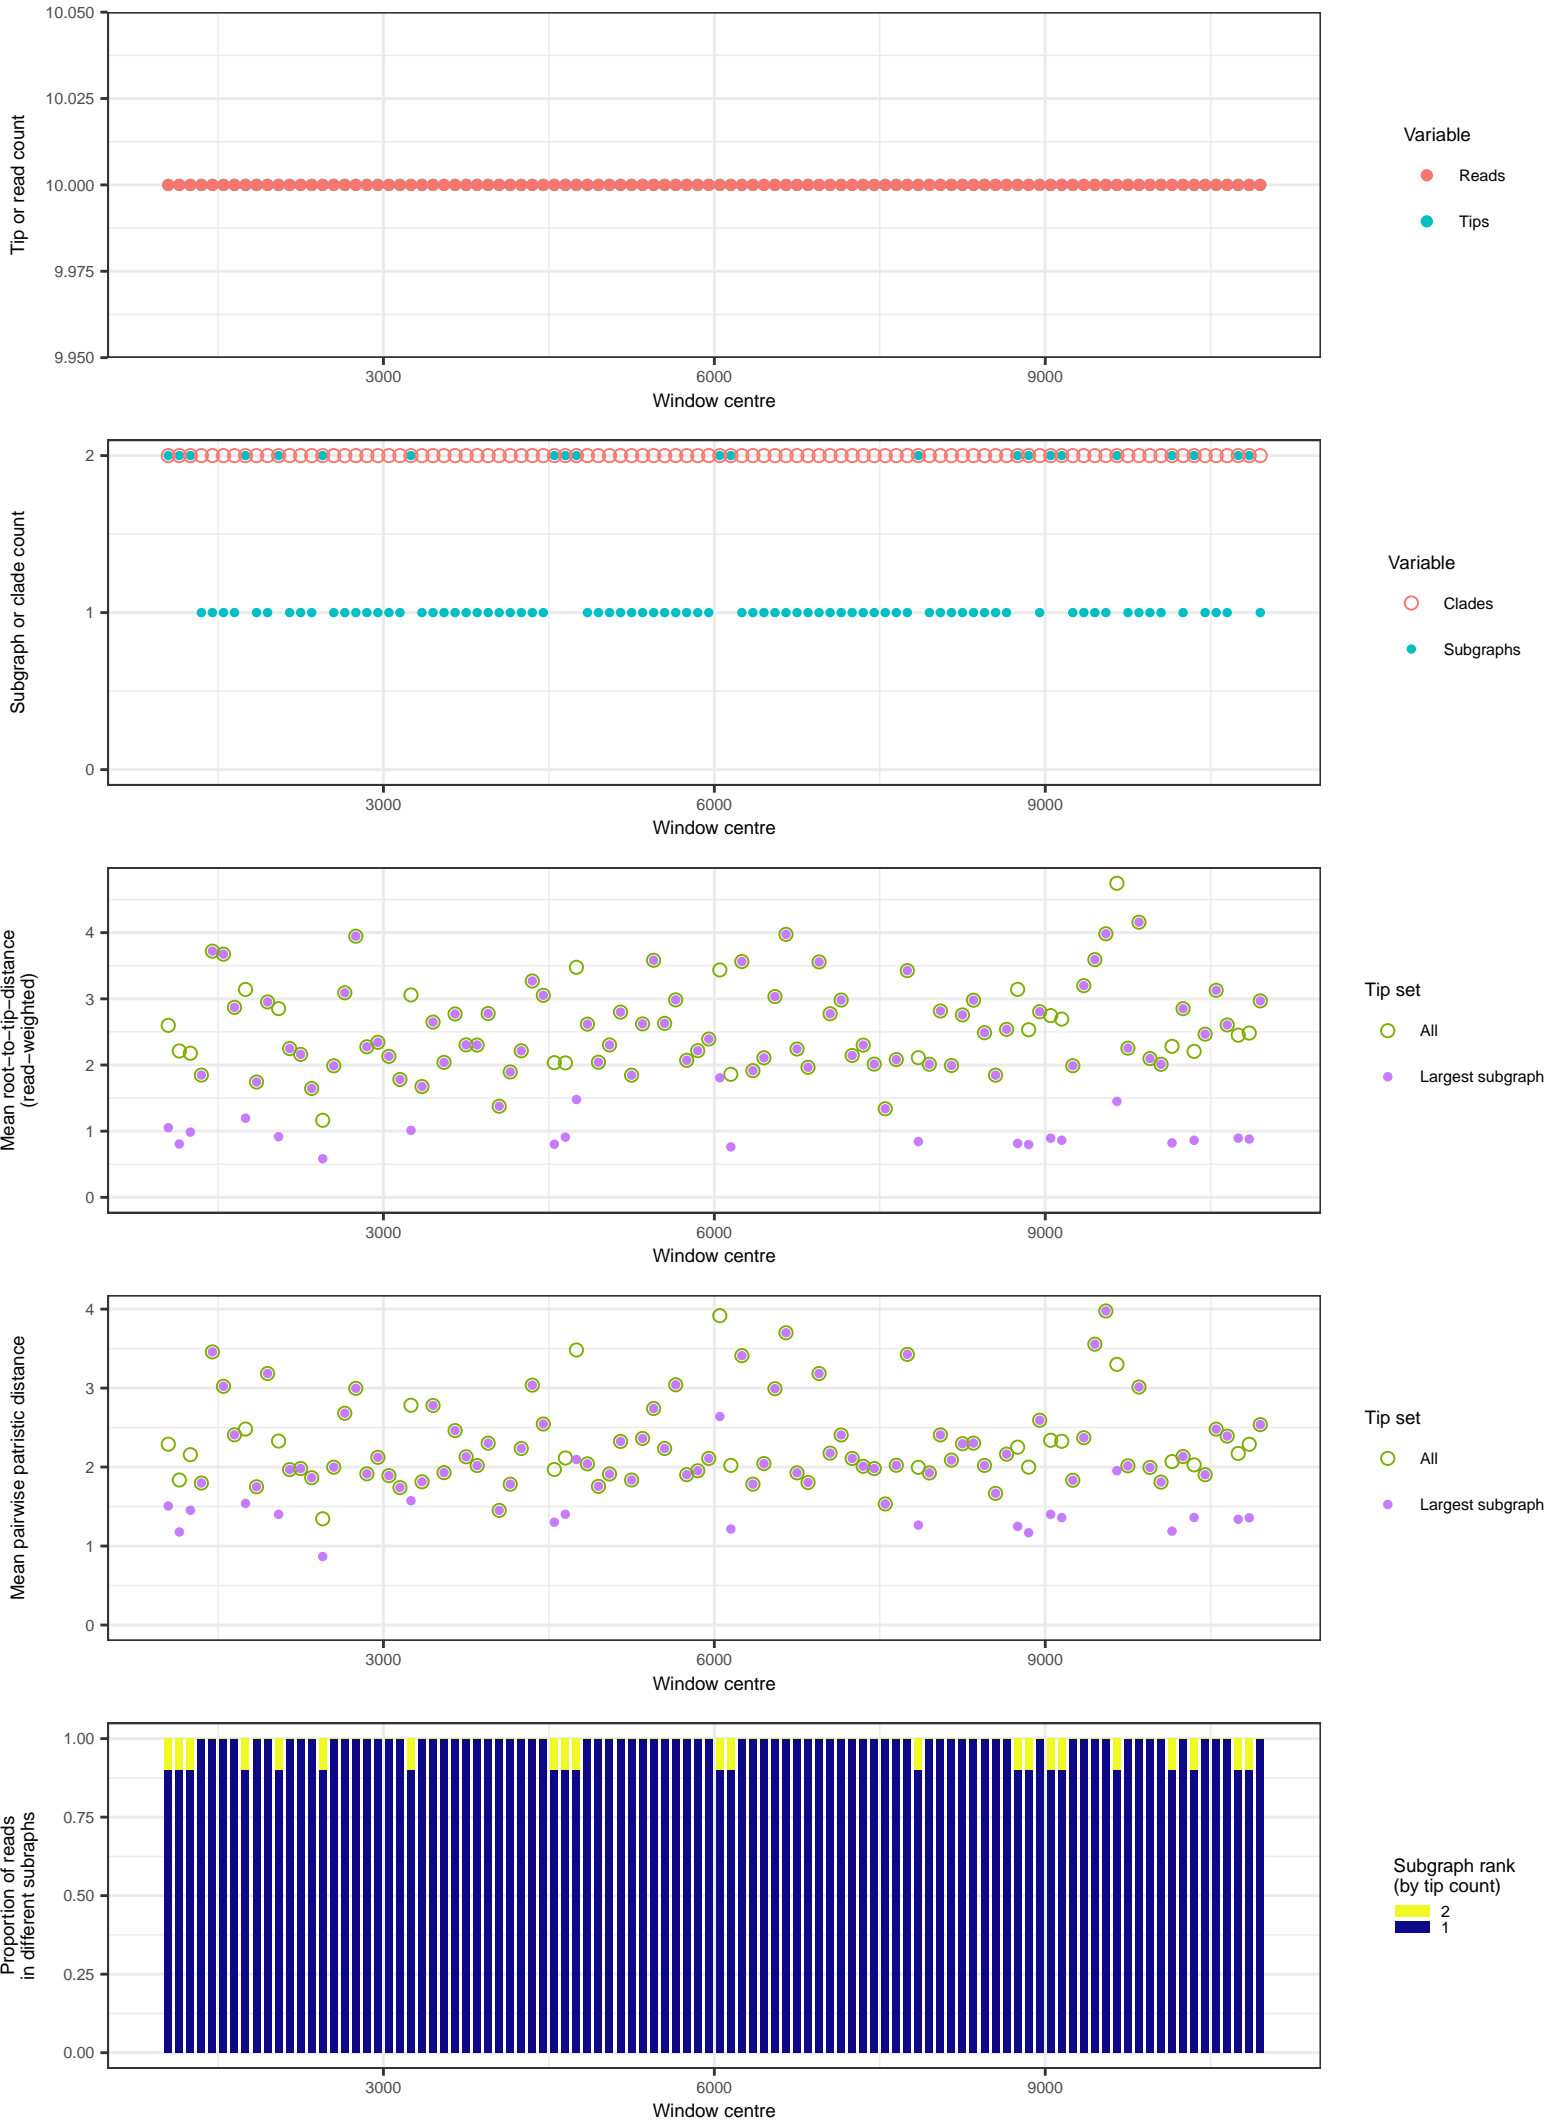 10.050
10.025
10.000
9.975
9.950
Tip or read count
3000
6000
9000
Window centre
Variable
Reads
Tips
2
1
0
Subgraph or clade count
3000
6000
9000
Window centre
Variable
Clades
Subgraphs
4
3
2
1
0
Mean root−to−tip−distance
(read−weighted)
3000
6000
9000
Window centre
Tip set
All
Largest subgraph
4
3
2
1
0
Mean pairwise patristic distance
3000
6000
9000
Window centre
Tip set
All
Largest subgraph
1.00
0.75
0.50
0.25
0.00
Proportion of reads
in different subraphs
3000
6000
9000
Window centre
Subgraph rank
(by tip count)
2
1